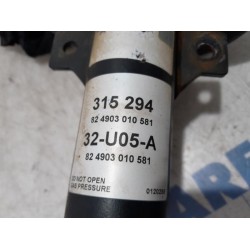 315 294
82 4903 010 581
32-U05-A
82 4903 010 581
DO NOT OPEN
GAS PRESSURE